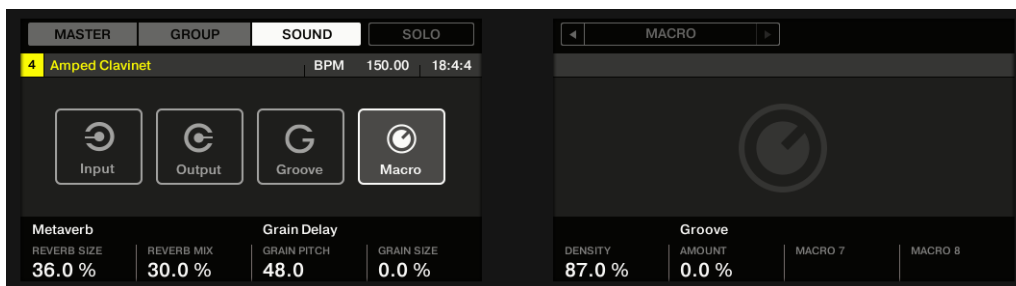 MASTER GROUP SOUND SOLO MACRO
4 Amped Clavinet BPM 150.00 18:4:4
Input Output Groove Macro
Metaverb Grain Delay Groove
REVERB SIZE REVERB MIX GRAIN PITCH GRAIN SIZE DENSITY AMOUNT MACRO 7 MACRO 8
36.0 % 30.0 % 48.0 0.0 % 87.0 % 0.0 %